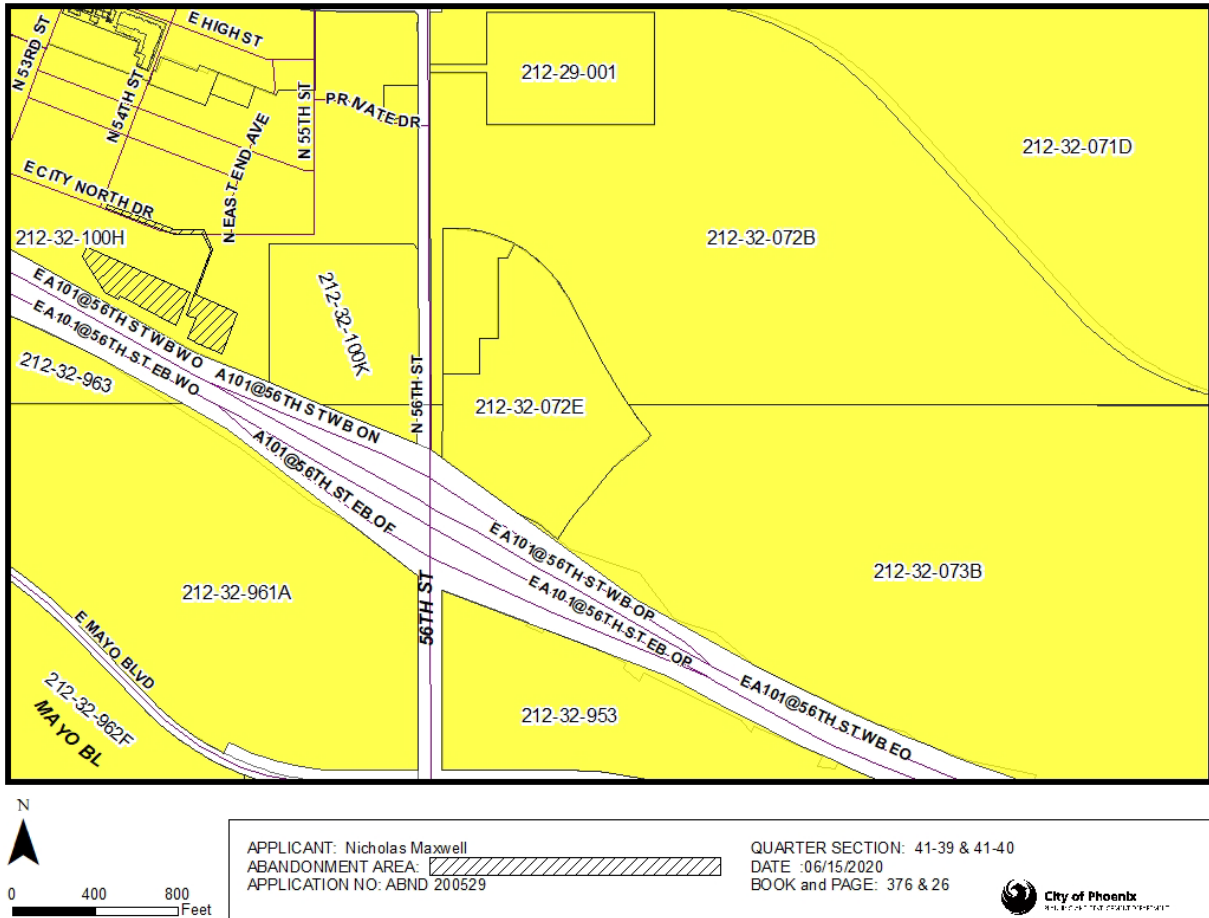 N 53RD ST
N 54TH ST
E HIGH ST
N 55TH ST
PRIVATE DR
212-29-001
212-32-071D
N EAST END AVE
E CITY NORTH DR
212-32-100H
212-32-072B
212-32-100K
EA101@56TH ST WB WO
EA101@56TH ST EB WO
212-32-963
A101@56TH ST WB ON
N 56TH ST
212-32-072E
A101@56TH ST EB OF
EA101@56TH ST WB OP
EA101@56TH ST EB OP
212-32-073B
212-32-961A
56TH ST
E MAYO BLVD
212-32-962F
MAYO BL
212-32-953
EA101@56TH ST WB EO
N
0 400 800
Feet
APPLICANT: Nicholas Maxwell
ABANDONMENT AREA:
APPLICATION NO: ABND 200529
QUARTER SECTION: 41-39 & 41-40
DATE :06/15/2020
BOOK and PAGE: 376 & 26
City of Phoenix